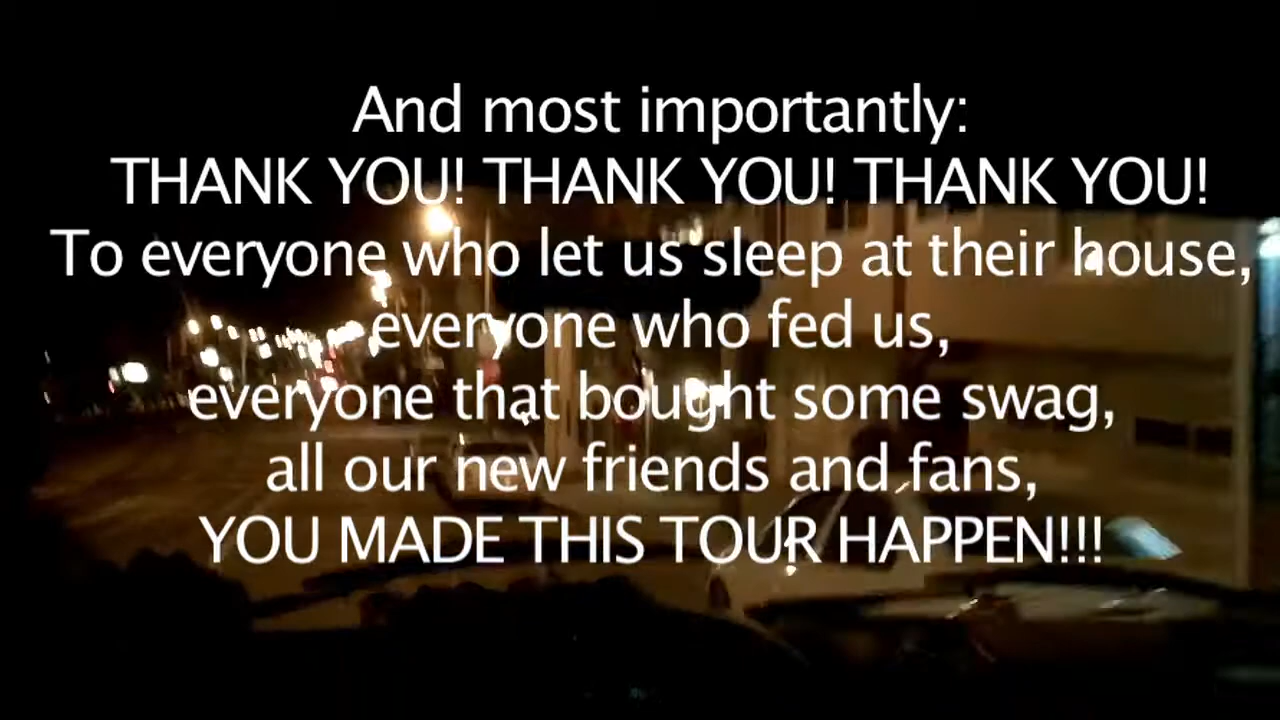 And most importantly:
THANK YOU! THANK YOU! THANK YOU!
To everyone who let us sleep at their house,
everyone who fed us,
everyone that bought some swag,
all our new friends and fans,
YOU MADE THIS TOUR HAPPEN!!!